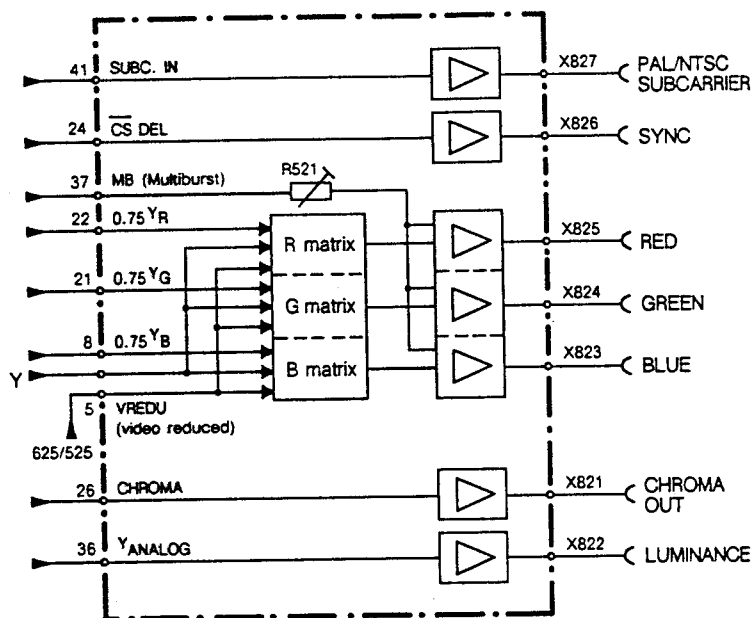 41 SUBC. IN X827 PAL/NTSC
SUBCARRIER
24 CS DEL X826 SYNC
37 MB (Multiburst) R521
22 0.75 YR R matrix X825 RED
21 0.75 YG G matrix X824 GREEN
8 0.75 YB B matrix X823 BLUE
Y
5 VREDU
(video reduced)
625/525
26 CHROMA X821 CHROMA
OUT
36 YANALOG X822 LUMINANCE